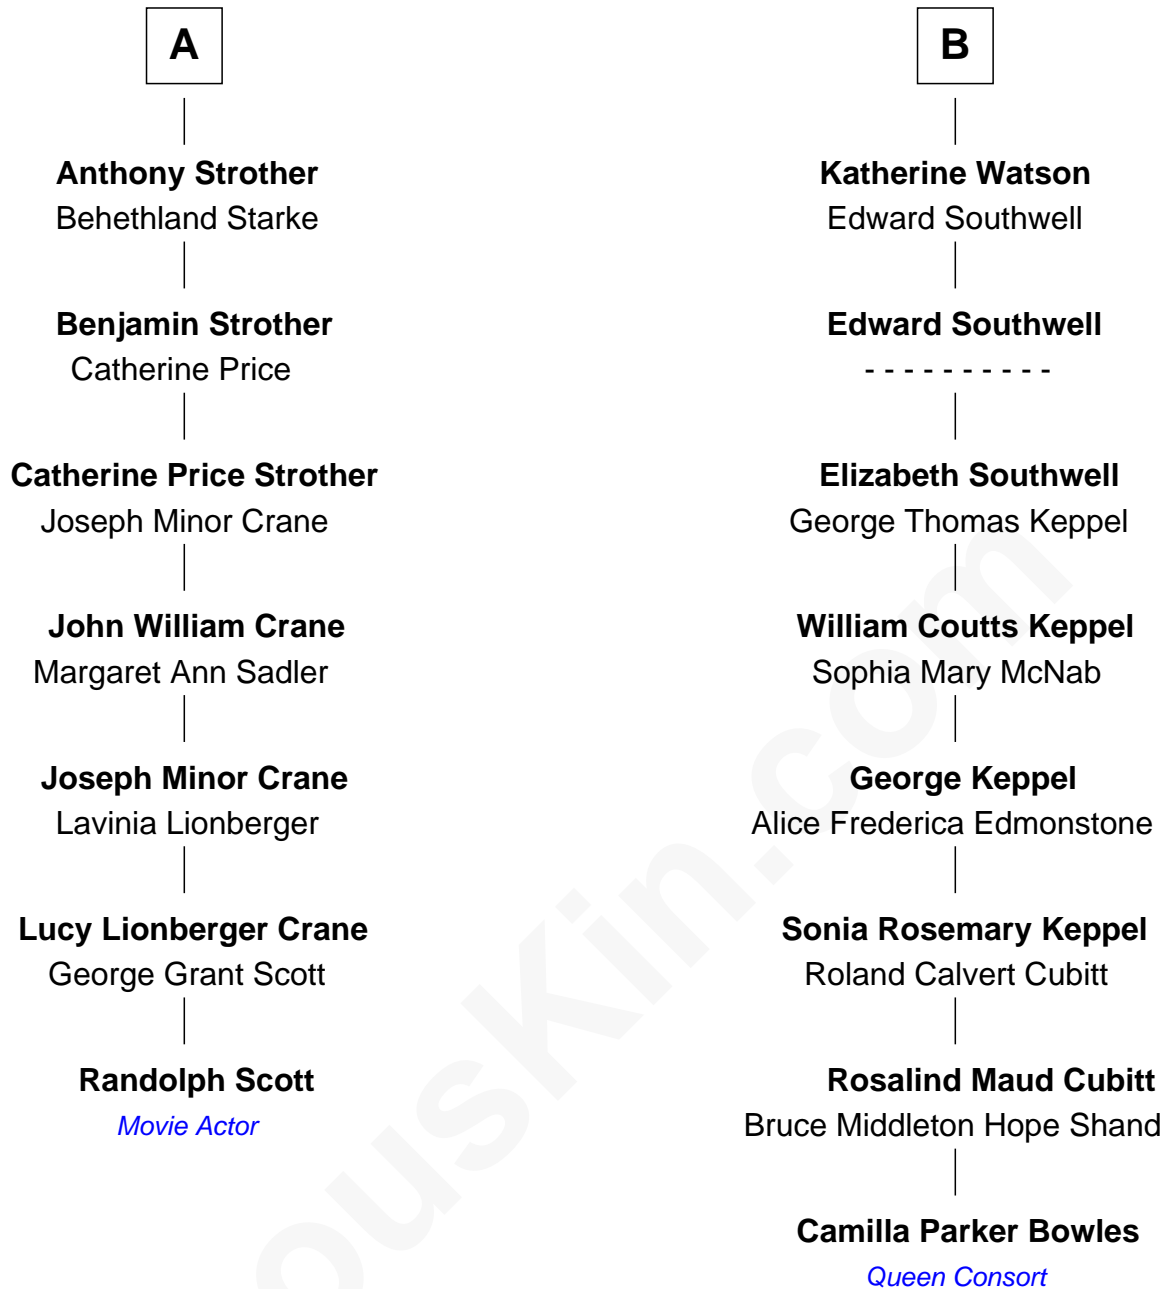 A
Anthony Strother
Behethland Starke
Benjamin Strother
Catherine Price
Catherine Price Strother
Joseph Minor Crane
John William Crane
Margaret Ann Sadler
Joseph Minor Crane
Lavinia Lionberger
Lucy Lionberger Crane
George Grant Scott
Randolph Scott
Movie Actor
B
Katherine Watson
Edward Southwell
Edward Southwell
- - - - - - - - - -
Elizabeth Southwell
George Thomas Keppel
William Coutts Keppel
Sophia Mary McNab
George Keppel
Alice Frederica Edmonstone
Sonia Rosemary Keppel
Roland Calvert Cubitt
Rosalind Maud Cubitt
Bruce Middleton Hope Shand
Camilla Parker Bowles
Queen Consort
ousKin.com